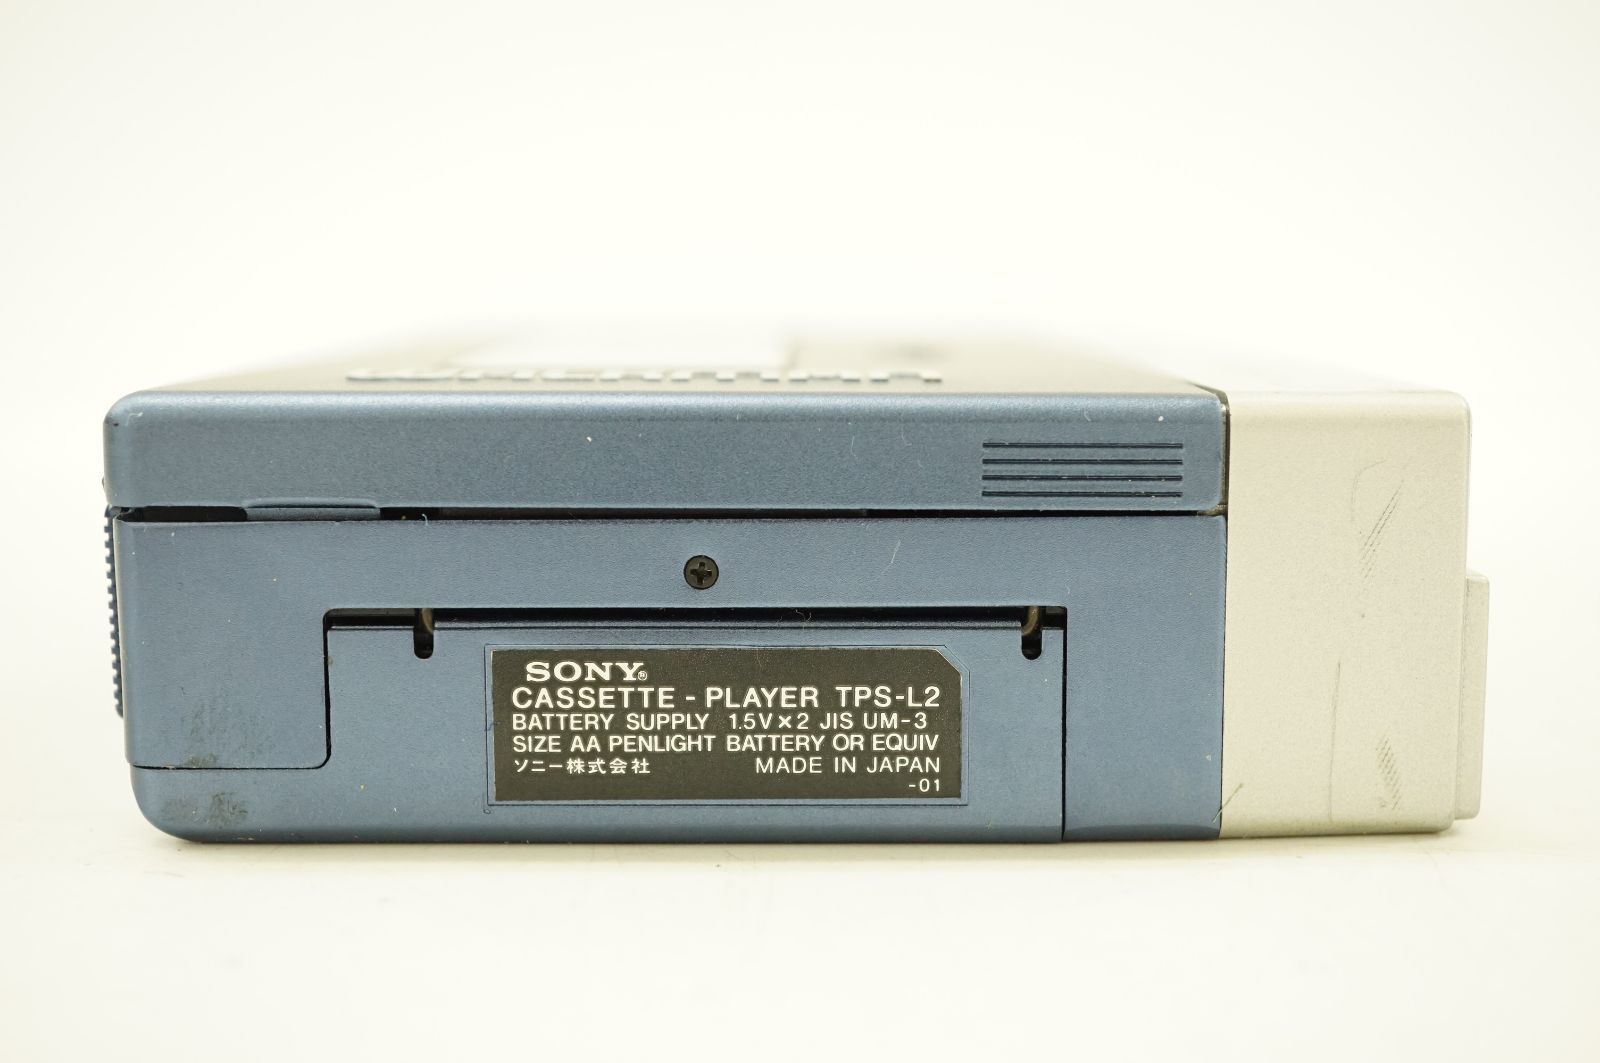 WALKMAN
SONY®
CASSETTE-PLAYER TPS-L2
BATTERY SUPPLY 1.5V×2 JIS UM-3
SIZE AA PENLIGHT BATTERY OR EQUIV
ソニー株式会社 MADE IN JAPAN
-01